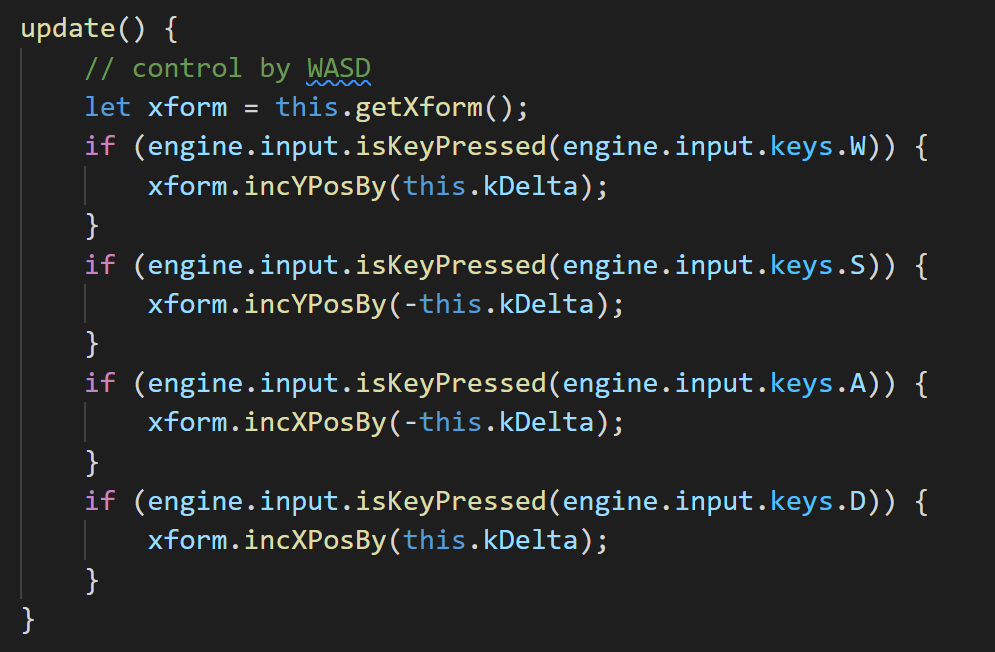 update() {
    // control by WASD
    let xform = this.getXform();
    if (engine.input.isKeyPressed(engine.input.keys.W)) {
        xform.incYPosBy(this.kDelta);
    }
    if (engine.input.isKeyPressed(engine.input.keys.S)) {
        xform.incYPosBy(-this.kDelta);
    }
    if (engine.input.isKeyPressed(engine.input.keys.A)) {
        xform.incXPosBy(-this.kDelta);
    }
    if (engine.input.isKeyPressed(engine.input.keys.D)) {
        xform.incXPosBy(this.kDelta);
    }
}